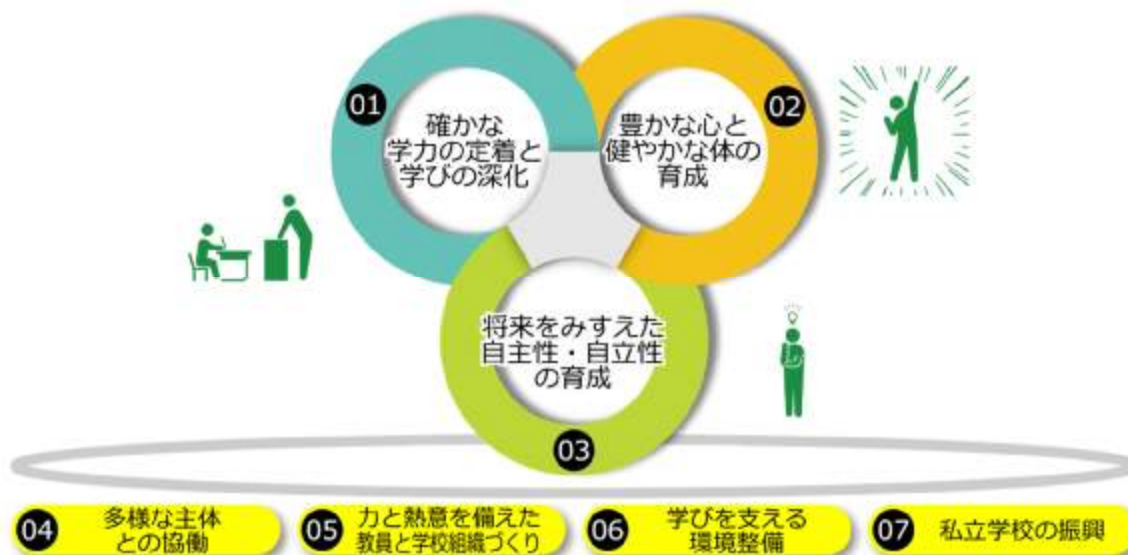 01
確かな
学力の定着と
学びの深化
02
豊かな心と
健やかな体の
育成
03
将来をみすえた
自主性・自立性
の育成
04
多様な主体
との協働
05
力と熱意を備えた
教員と学校組織づくり
06
学びを支える
環境整備
07
私立学校の振興